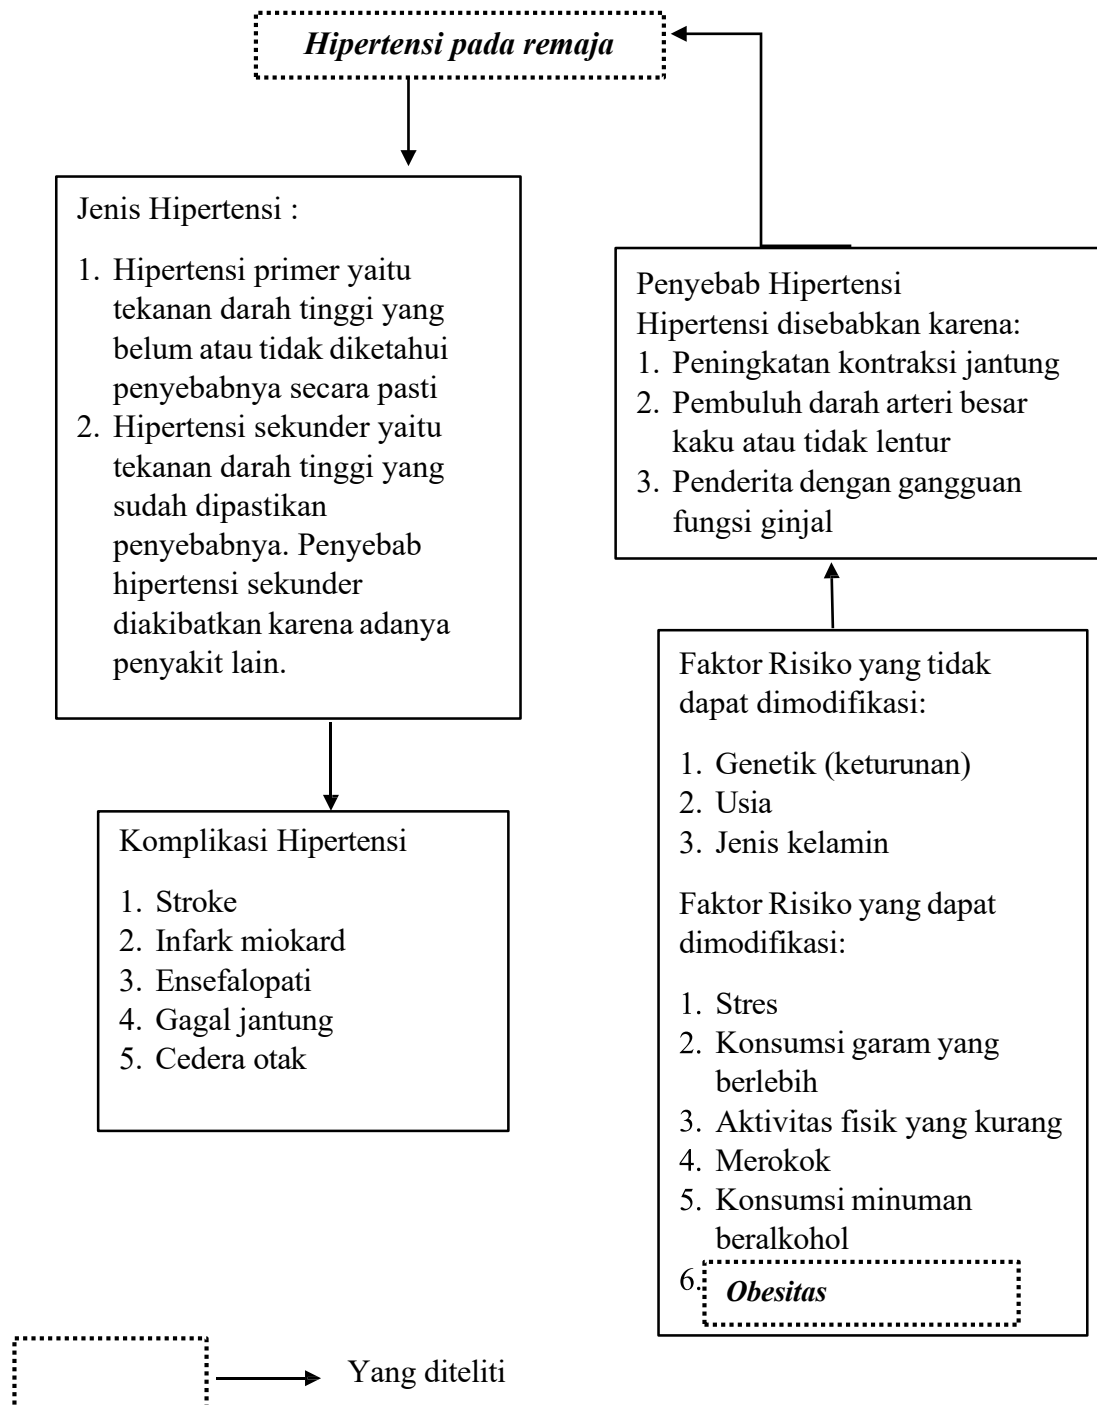 Hipertensi pada remaja
Jenis Hipertensi :
1. Hipertensi primer yaitu
tekanan darah tinggi yang
belum atau tidak diketahui
penyebabnya secara pasti
2. Hipertensi sekunder yaitu
tekanan darah tinggi yang
sudah dipastikan
penyebabnya. Penyebab
hipertensi sekunder
diakibatkan karena adanya
penyakit lain.
Komplikasi Hipertensi
1. Stroke
2. Infark miokard
3. Ensefalopati
4. Gagal jantung
5. Cedera otak
Penyebab Hipertensi
Hipertensi disebabkan karena:
1. Peningkatan kontraksi jantung
2. Pembuluh darah arteri besar
kaku atau tidak lentur
3. Penderita dengan gangguan
fungsi ginjal
Faktor Risiko yang tidak
dapat dimodifikasi:
1. Genetik (keturunan)
2. Usia
3. Jenis kelamin
Faktor Risiko yang dapat
dimodifikasi:
1. Stres
2. Konsumsi garam yang
berlebih
3. Aktivitas fisik yang kurang
4. Merokok
5. Konsumsi minuman
beralkohol
6. Obesitas
Yang diteliti